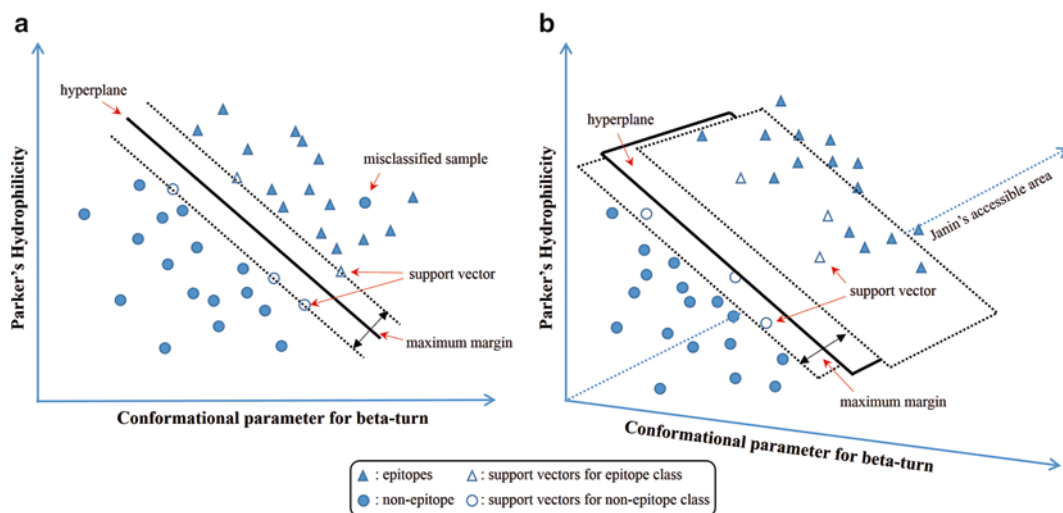 a
hyperplane
misclassified sample
support vector
maximum margin
Parker's Hydrophilicity
Conformational parameter for beta-turn
b
hyperplane
Janin's accessible area
support vector
maximum margin
Parker's Hydrophilicity
Conformational parameter for beta-turn
: epitopes : support vectors for epitope class
: non-epitope : support vectors for non-epitope class